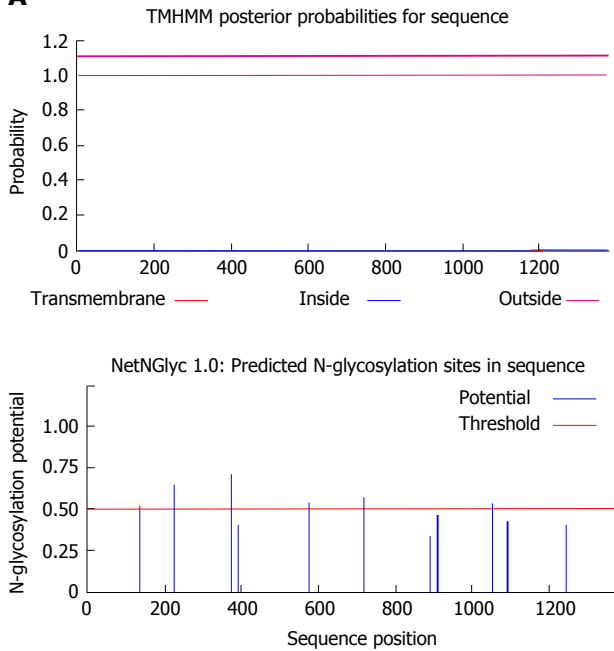 A
TMHMM posterior probabilities for sequence
Probability
1.2
1.0
0.8
0.6
0.4
0.2
0
0 200 400 600 800 1000 1200
Transmembrane Inside Outside
NetNGlyc 1.0: Predicted N-glycosylation sites in sequence
Potential
Threshold
N-glycosylation potential
1.00
0.75
0.50
0.25
0
0 200 400 600 800 1000 1200
Sequence position